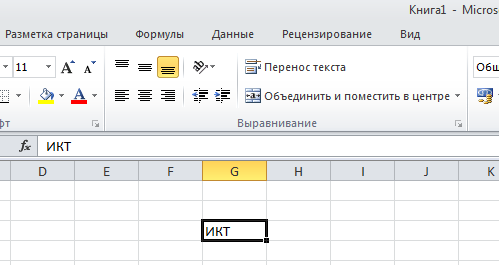 Книга1 - Microso
Разметка страницы Формулы Данные Рецензирование Вид
11 А А Перенос текста Общ
А Объединить и поместить в центре
фт Выравнивание
fx ИКТ
D E F G H I J K
ИКТ